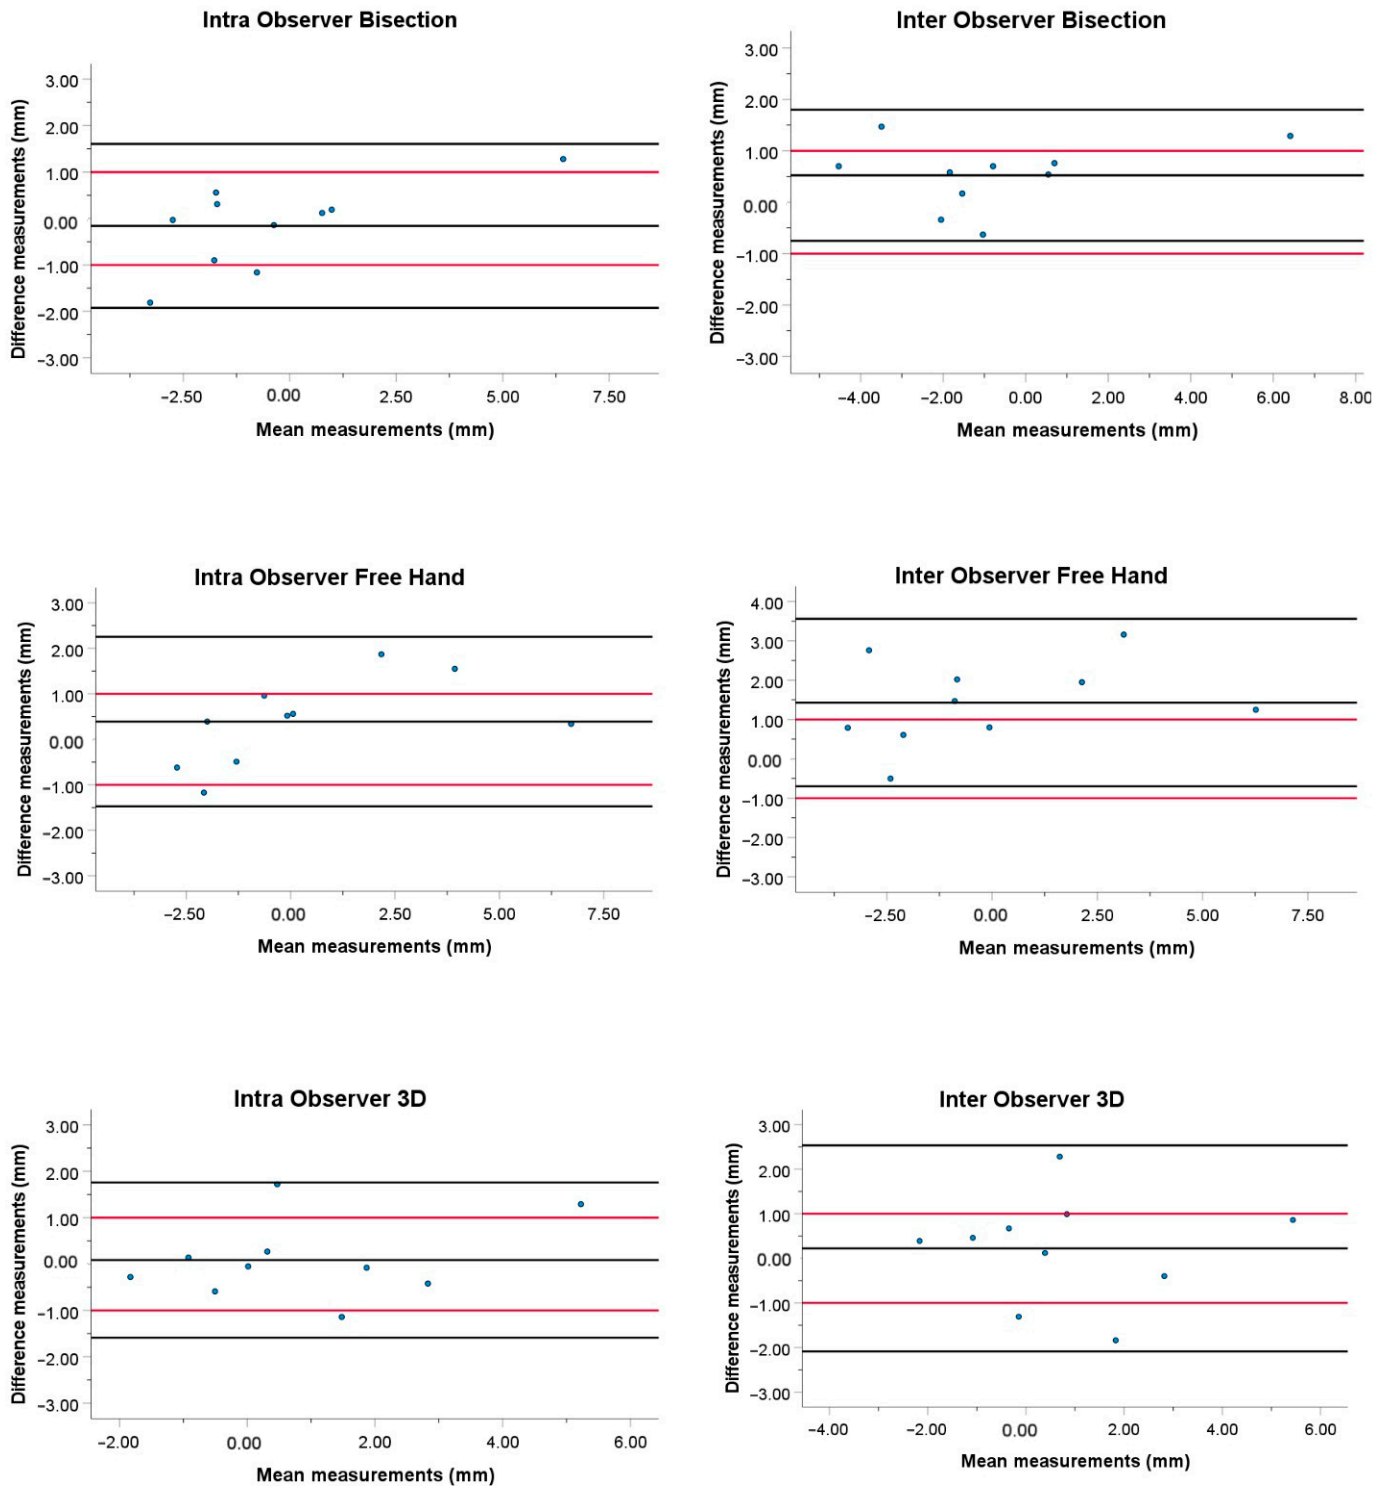 Intra Observer Bisection
Difference measurements (mm)
3.00
2.00
1.00
0.00
−1.00
−2.00
−3.00
−2.50 0.00 2.50 5.00 7.50
Mean measurements (mm)
Inter Observer Bisection
Difference measurements (mm)
3.00
2.00
1.00
0.00
−1.00
−2.00
−3.00
−4.00 −2.00 0.00 2.00 4.00 6.00 8.00
Mean measurements (mm)
Intra Observer Free Hand
Difference measurements (mm)
3.00
2.00
1.00
0.00
−1.00
−2.00
−3.00
−2.50 0.00 2.50 5.00 7.50
Mean measurements (mm)
Inter Observer Free Hand
Difference measurements (mm)
4.00
3.00
2.00
1.00
0.00
−1.00
−2.00
−3.00
−2.50 0.00 2.50 5.00 7.50
Mean measurements (mm)
Intra Observer 3D
Difference measurements (mm)
3.00
2.00
1.00
0.00
−1.00
−2.00
−3.00
−2.00 0.00 2.00 4.00 6.00
Mean measurements (mm)
Inter Observer 3D
Difference measurements (mm)
3.00
2.00
1.00
0.00
−1.00
−2.00
−3.00
−4.00 −2.00 0.00 2.00 4.00 6.00
Mean measurements (mm)